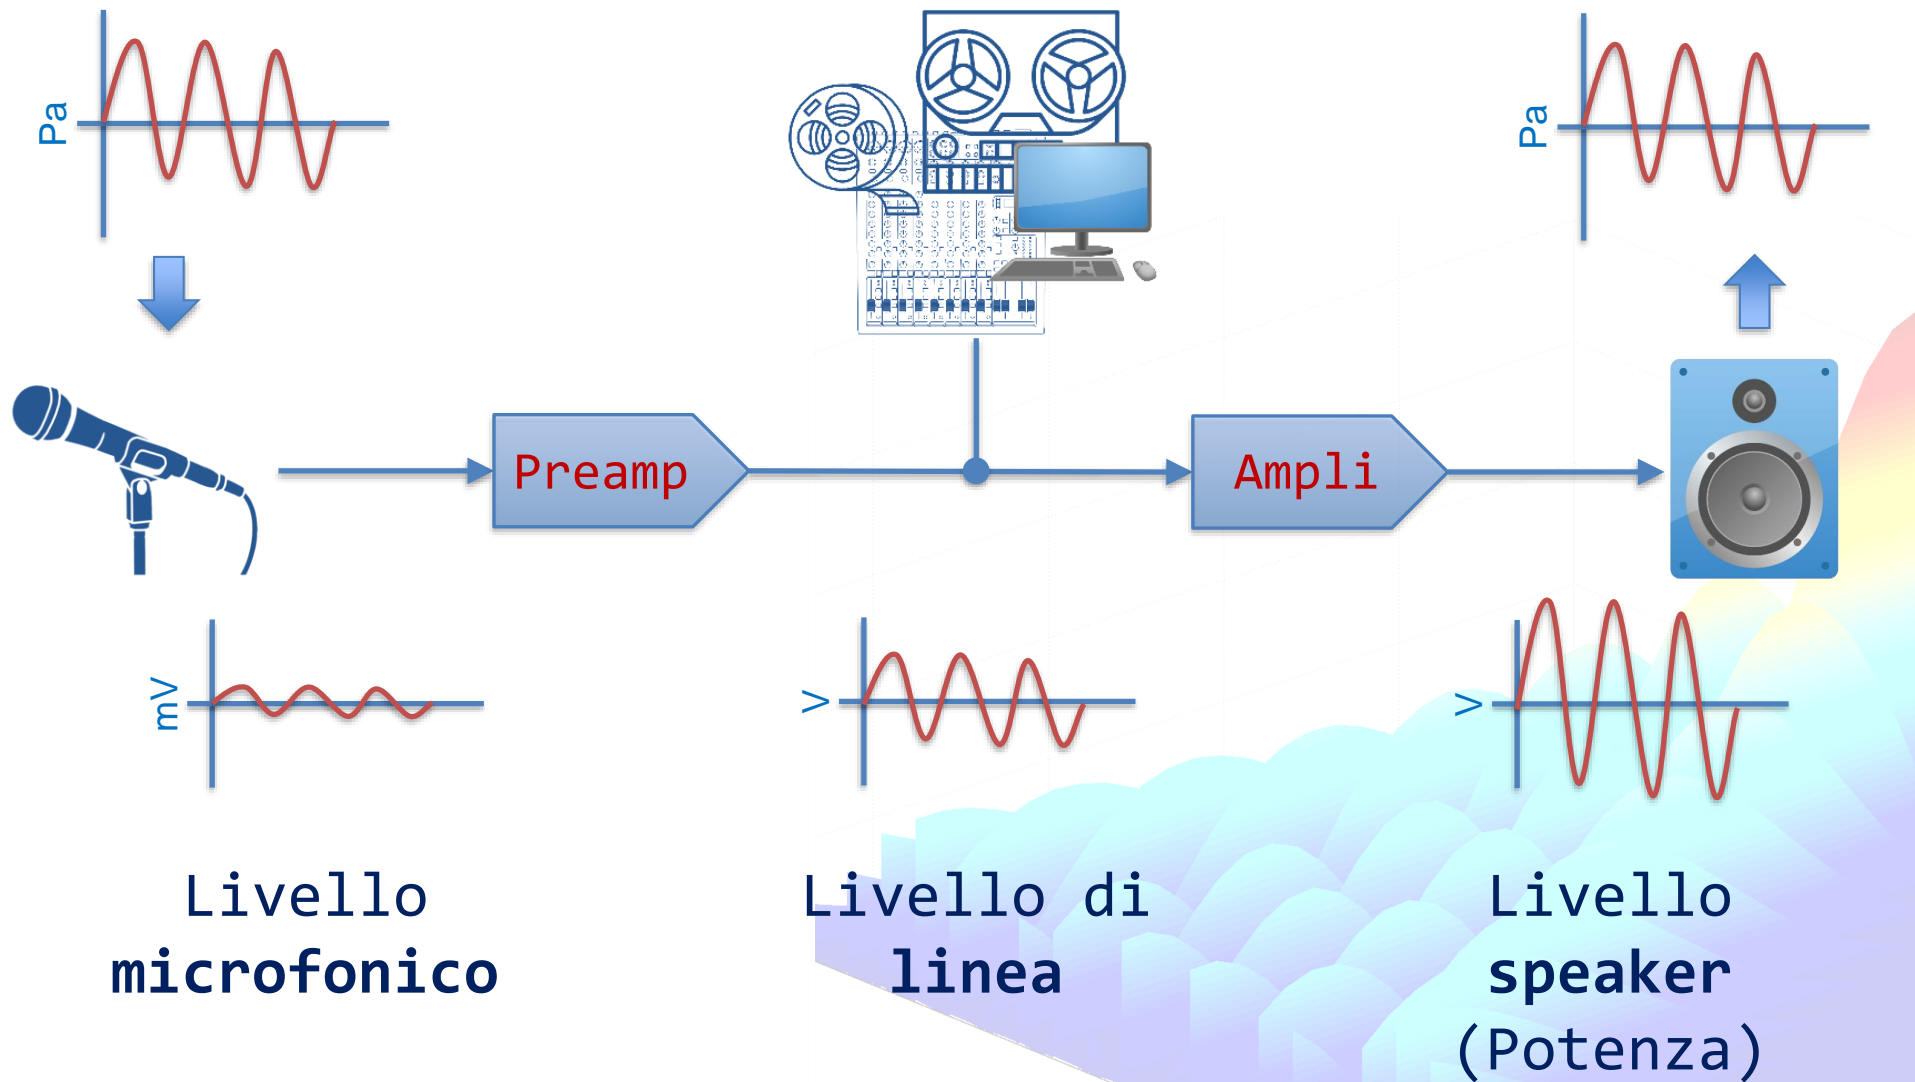 Pa
Pa
Preamp
Ampli
mV
V
V
Livello
microfonico
Livello di
linea
Livello
speaker
(Potenza)